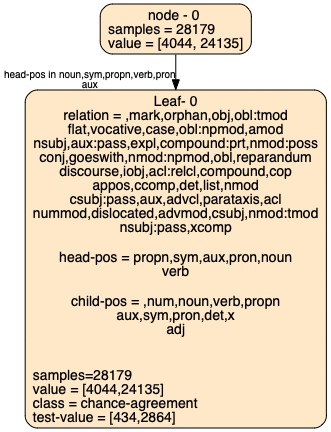 node - 0
samples = 28179
value = [4044, 24135]
head-pos in noun,sym,propn,verb,pron
aux
Leaf- 0
relation = ,mark,orphan,obj,obl:tmod
flat,vocative,case,obl:npmod,amod
nsubj,aux:pass,expl,compound:prt,nmod:poss
conj,goeswith,nmod:npmod,obl,reparandum
discourse,iobj,acl:relcl,compound,cop
appos,ccomp,det,list,nmod
csubj:pass,aux,advcl,parataxis,acl
nummod,dislocated,advmod,csubj,nmod:tmod
nsubj:pass,xcomp
head-pos = propn,sym,aux,pron,noun
verb
child-pos = ,num,noun,verb,propn
aux,sym,pron,det,x
adj
samples=28179
value = [4044,24135]
class = chance-agreement
test-value = [434,2864]